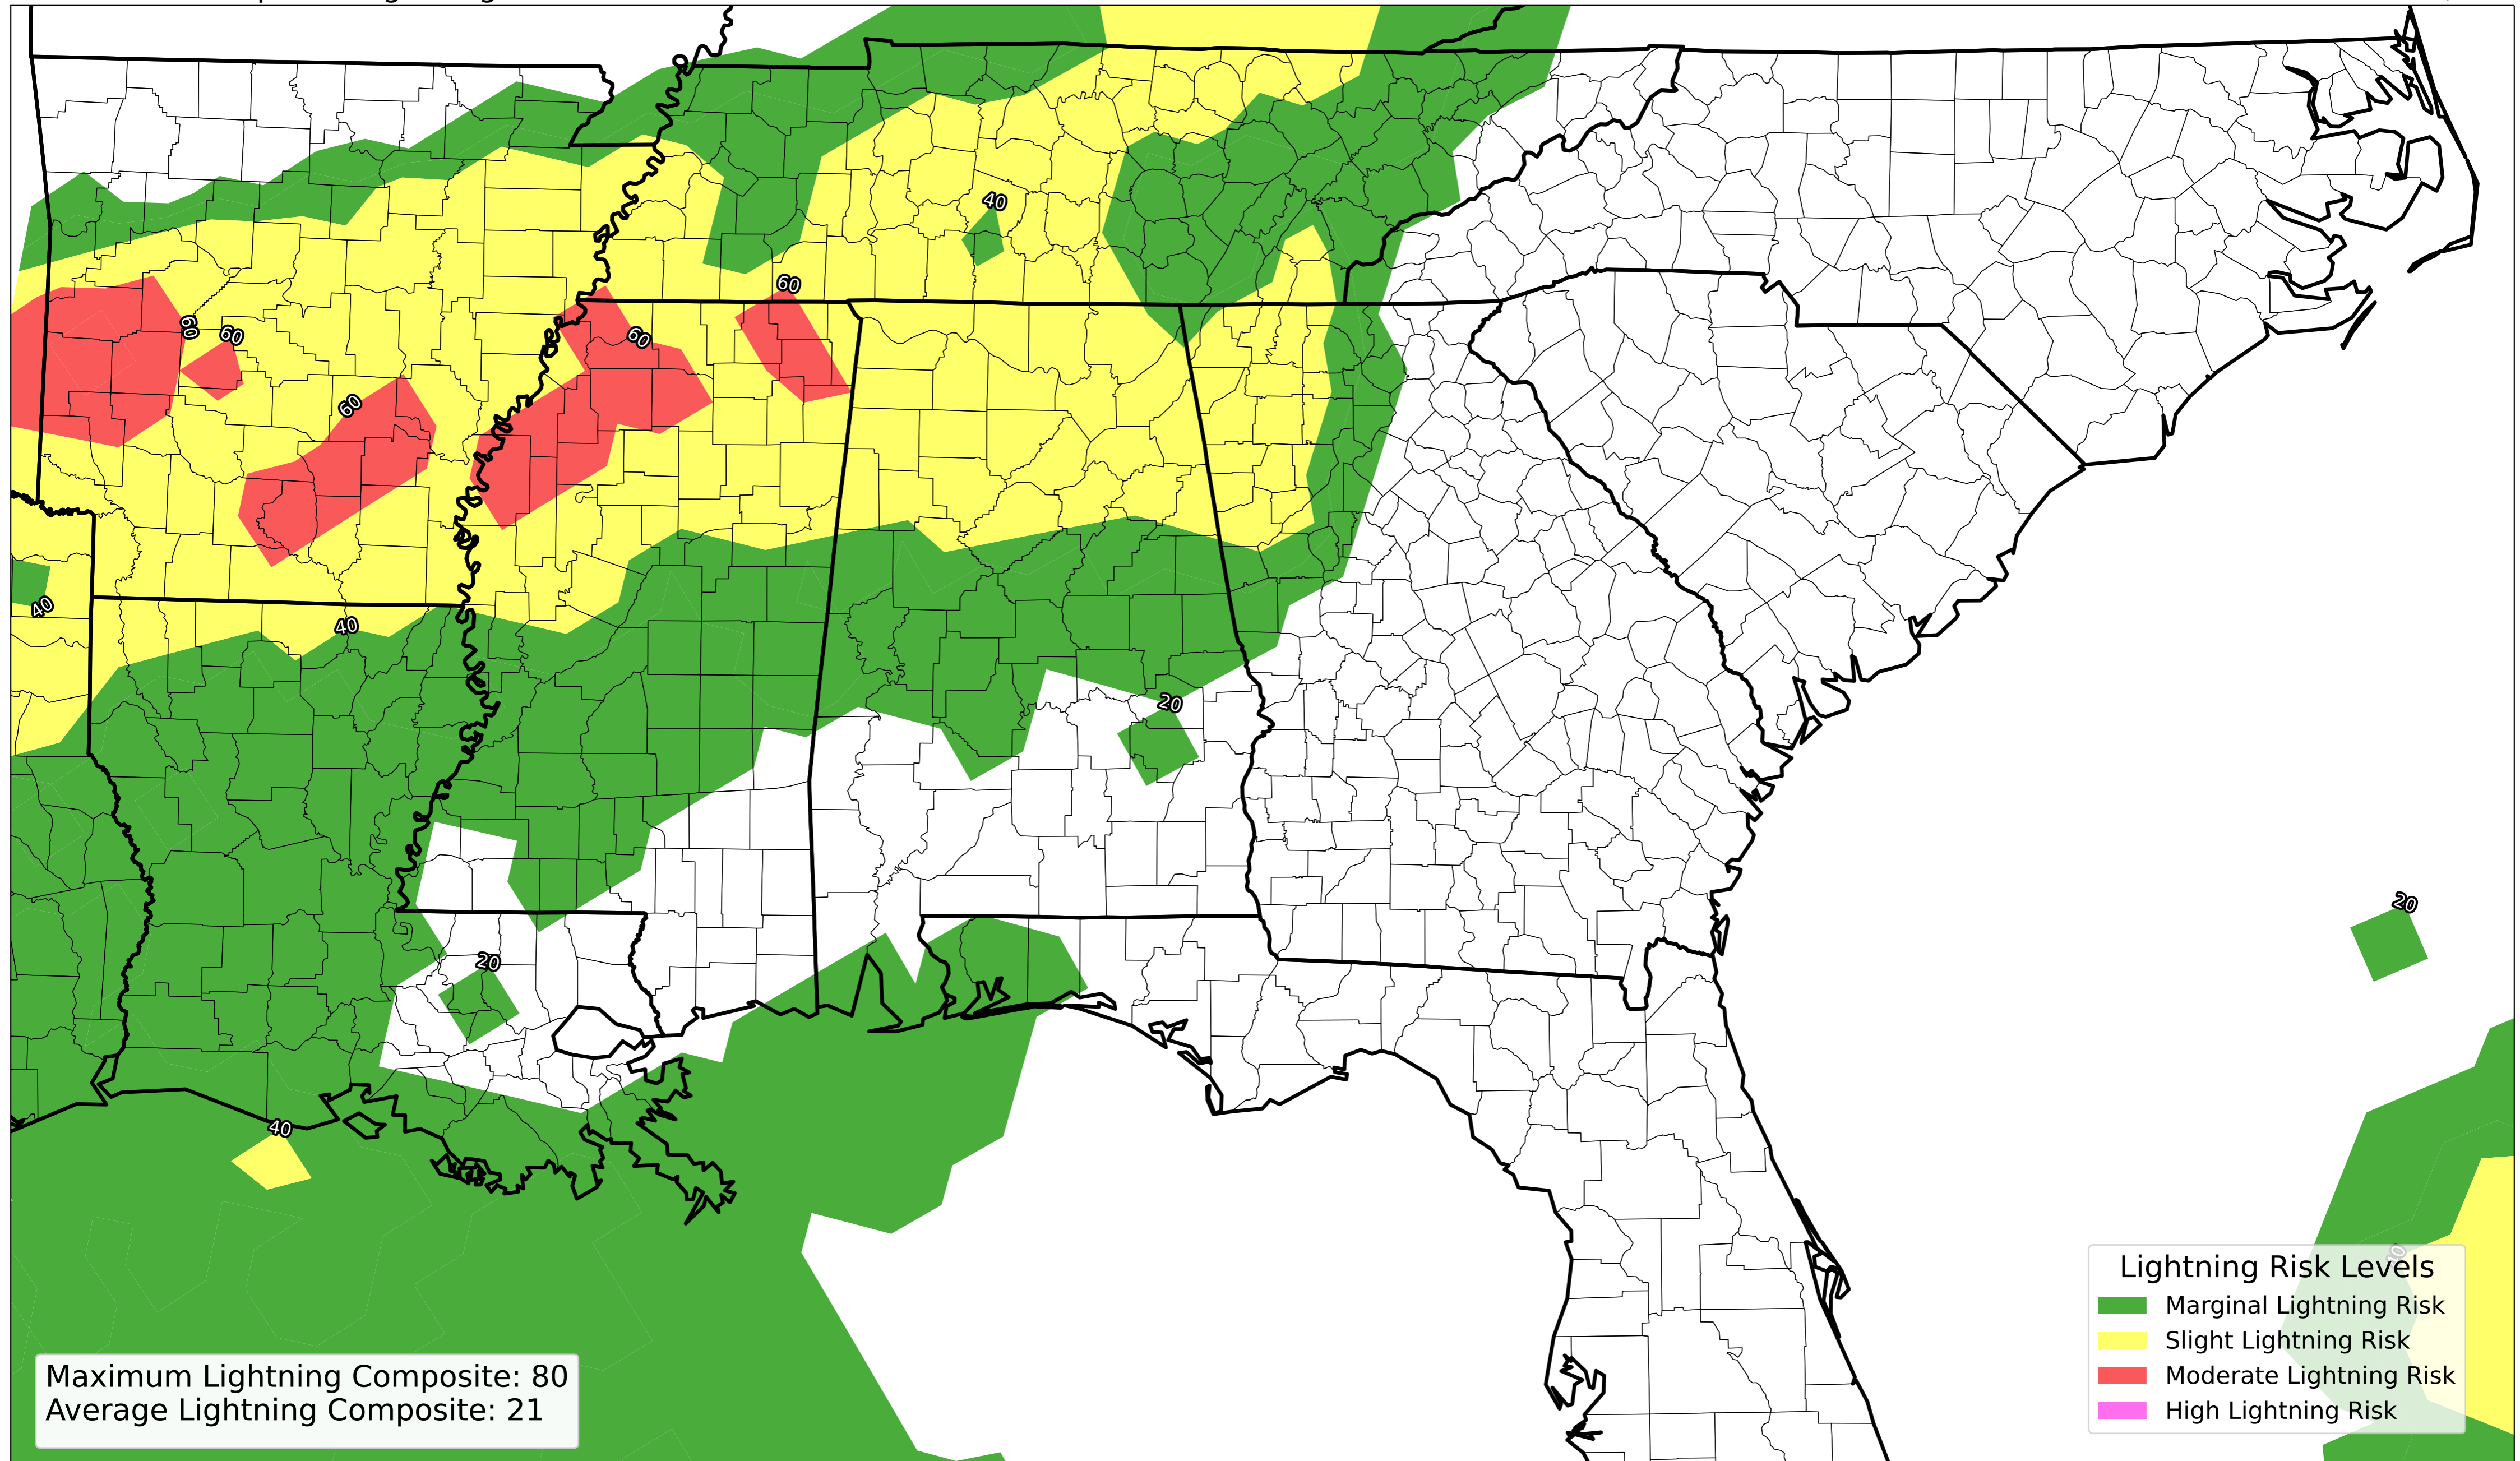 40
60
60
60
60
60
40
40
20
20
20
40
Lightning Risk Levels
Marginal Lightning Risk
Slight Lightning Risk
Moderate Lightning Risk
High Lightning Risk
Maximum Lightning Composite: 80
Average Lightning Composite: 21